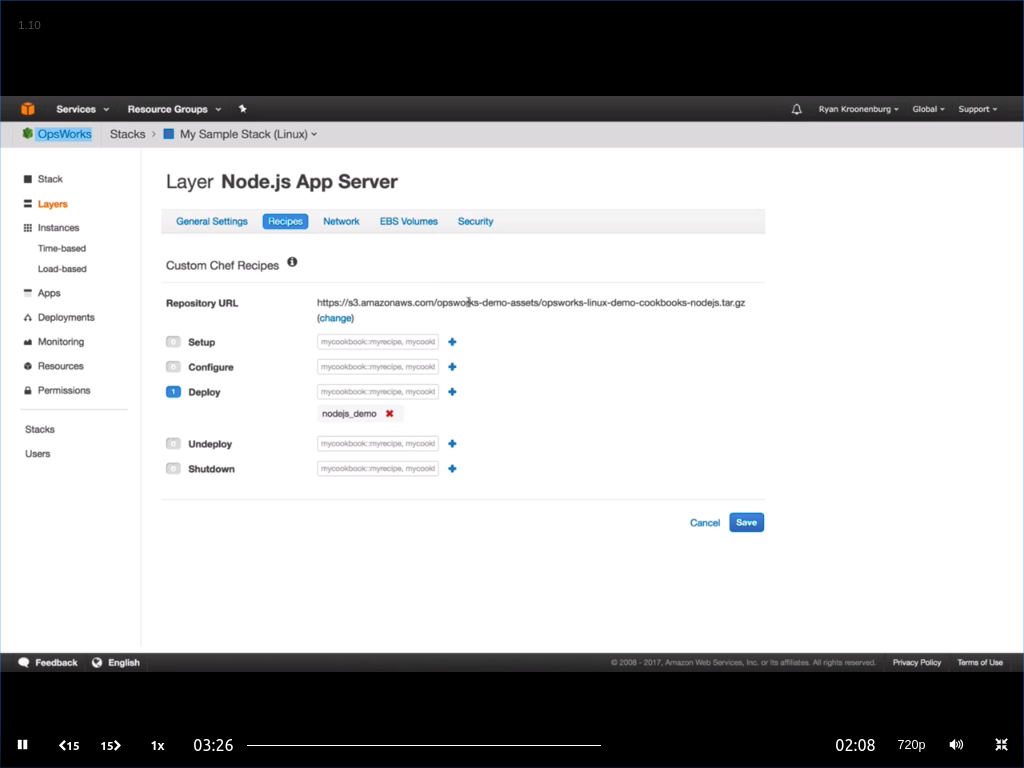 1.10
Services Resource Groups Ryan Kroonenburg Global Support
OpsWorks Stacks My Sample Stack (Linux)
Stack
Layers
Instances
Time-based
Load-based
Apps
Deployments
Monitoring
Resources
Permissions
Stacks
Users
Layer Node.js App Server
General Settings Recipes Network EBS Volumes Security
Custom Chef Recipes
Repository URL https://s3.amazonaws.com/opsworks-demo-assets/opsworks-linux-demo-cookbooks-nodejs.tar.gz
(change)
0 Setup mycookbook::myrecipe, mycookl
0 Configure mycookbook::myrecipe, mycookl
1 Deploy mycookbook::myrecipe, mycookl
nodejs_demo
0 Undeploy mycookbook::myrecipe, mycookl
0 Shutdown mycookbook::myrecipe, mycookl
Cancel Save
Feedback English © 2008 - 2017, Amazon Web Services, Inc. or its affiliates. All rights reserved. Privacy Policy Terms of Use
15 15 1x 03:26 02:08 720p